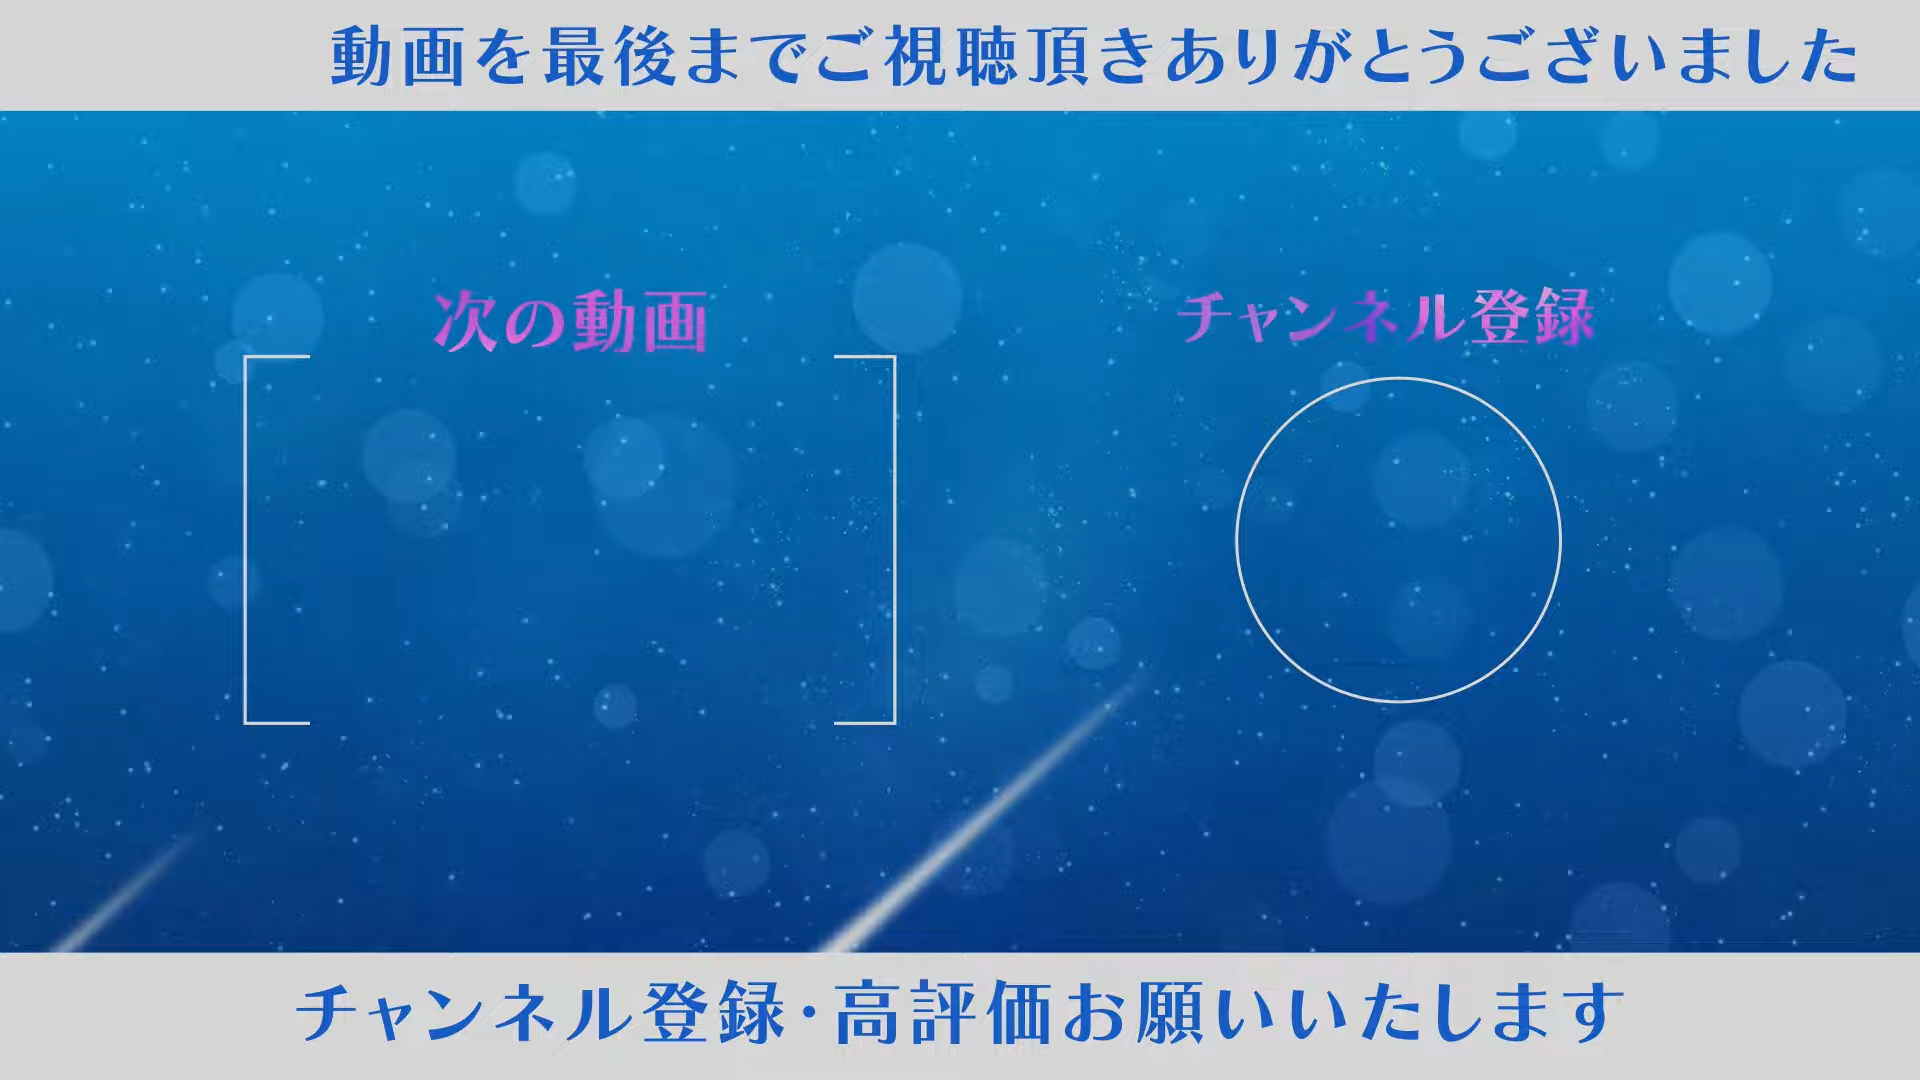 動画を最後までご視聴頂きありがとうございました
次の動画
チャンネル登録
チャンネル登録·高評価お願いいたします